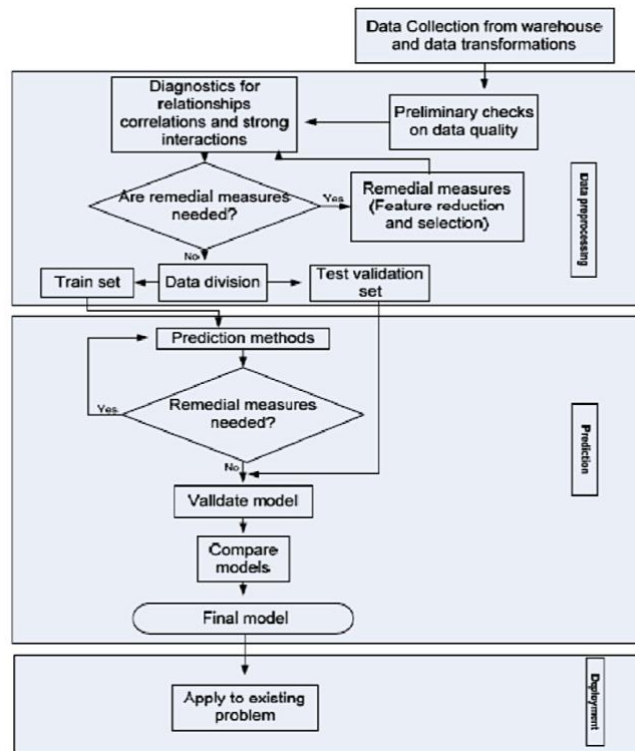 Data Collection from warehouse
and data transformations
Diagnostics for
relationships
correlations and strong
interactions
Preliminary checks
on data quality
Are remedial measures
needed?
Yes
Remedial measures
(Feature reduction
and selection)
Data preprocessing
No
Train set
Data division
Test validation
set
Prediction methods
Remedial measures
needed?
Yes
No
Prediction
Validate model
Compare
models
Final model
Apply to existing
problem
Deployment